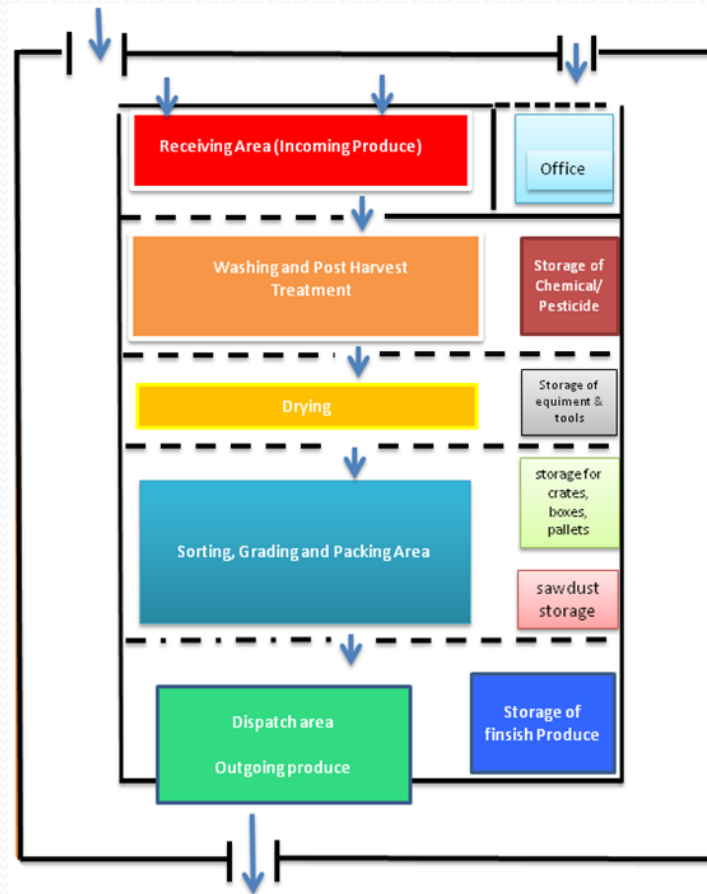 Receiving Area (Incoming Produce)
Office
Washing and Post Harvest
Treatment
Storage of
Chemical/
Pesticide
Drying
Storage of
equiment &
tools
Sorting, Grading and Packing Area
storage for
crates,
boxes,
pallets
sawdust
storage
Dispatch area
Outgoing produce
Storage of
finsish Produce